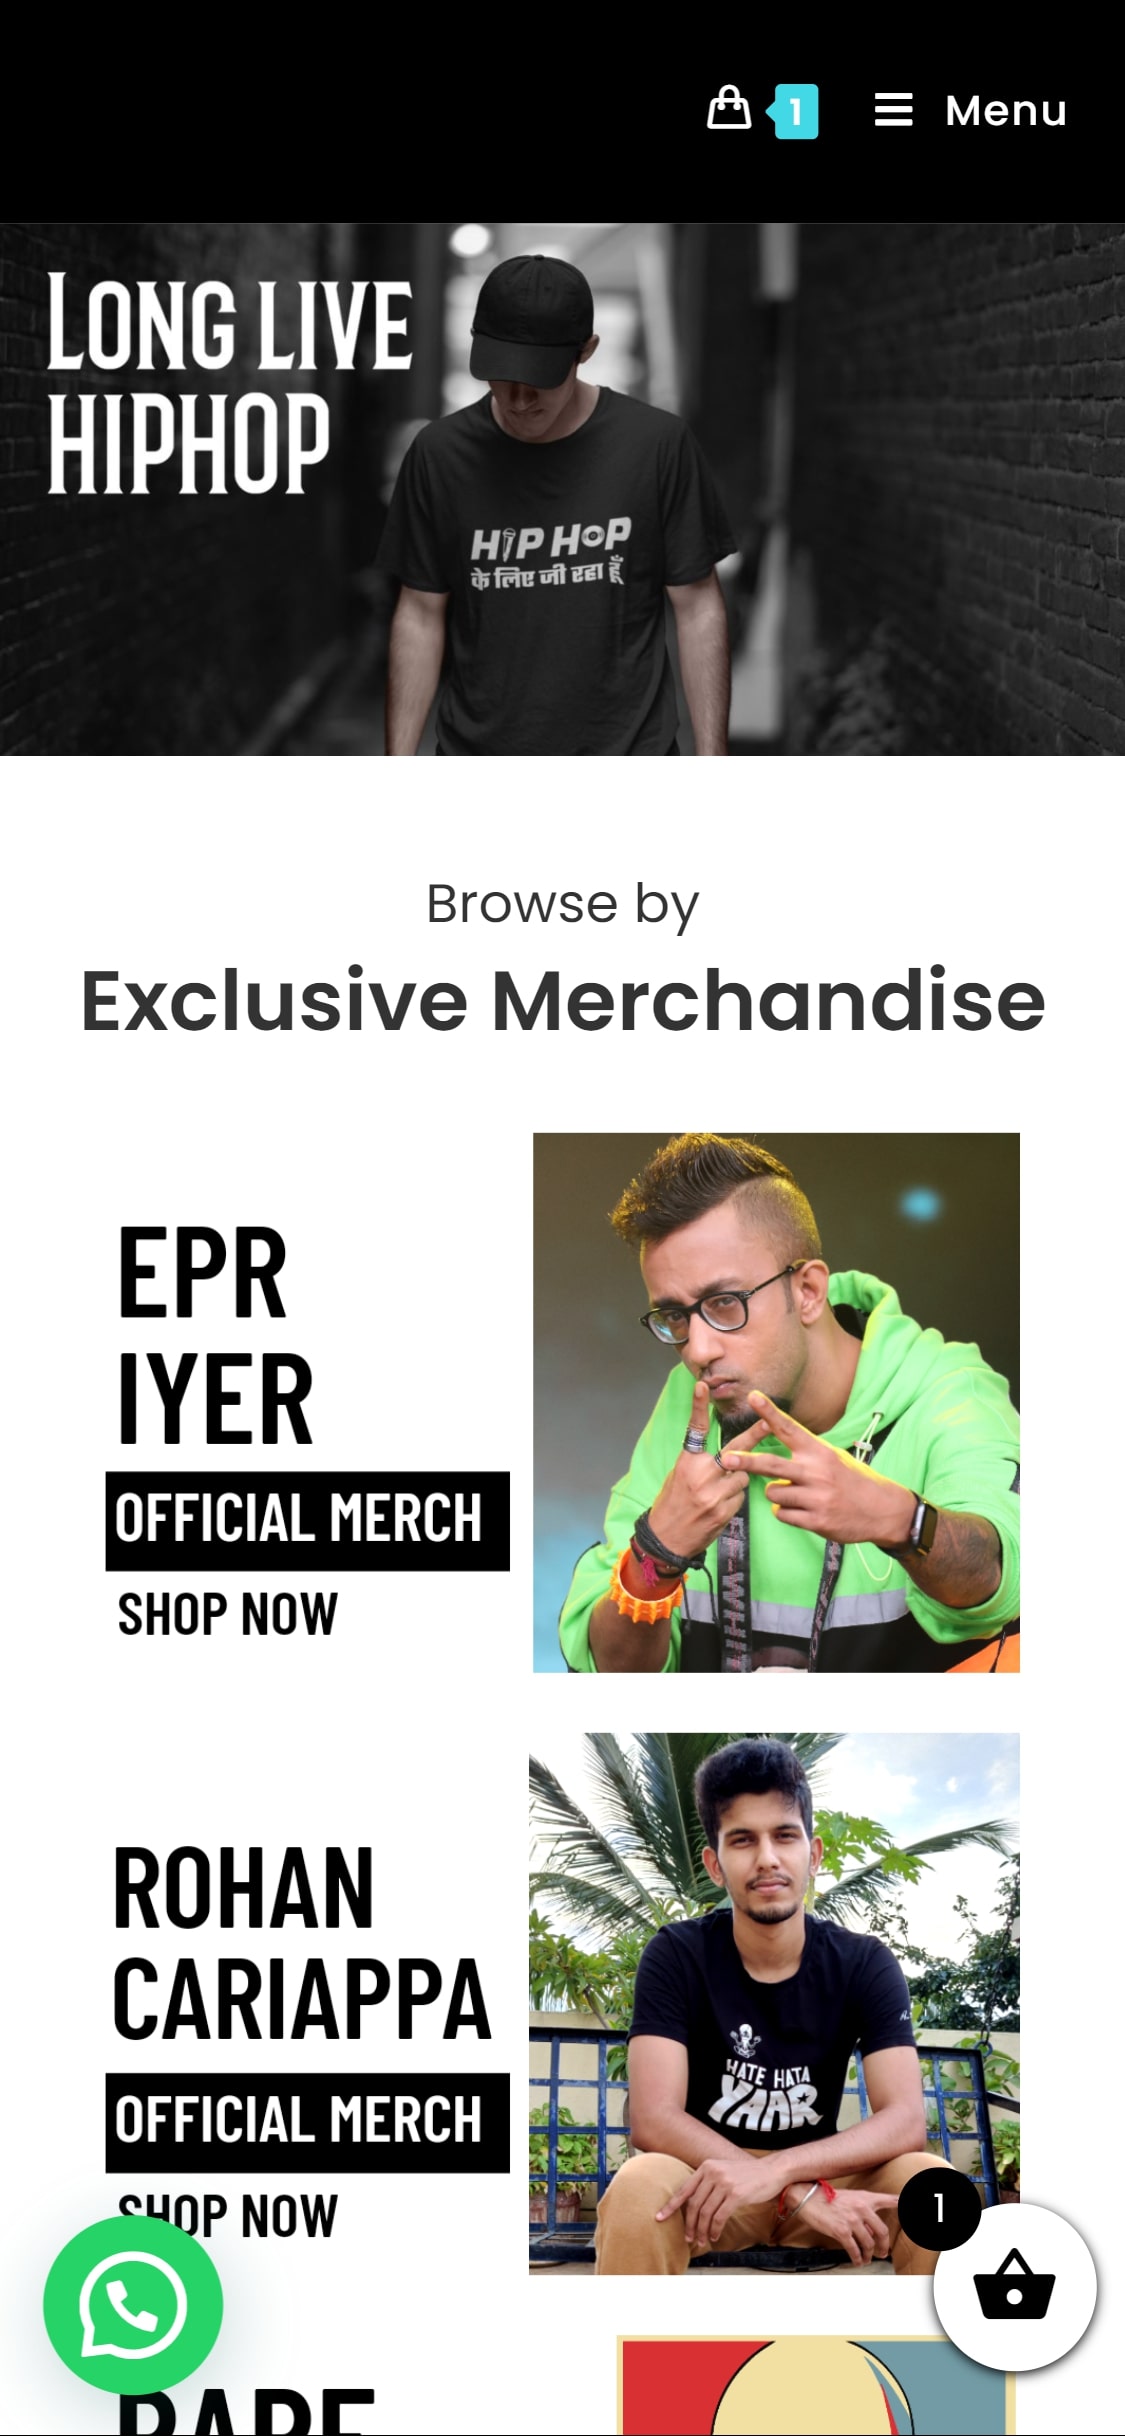 1 Menu
LONG LIVE
HIPHOP
HIP HOP
के लिए जी रहा हूँ
Browse by
Exclusive Merchandise
EPR
IYER
OFFICIAL MERCH
SHOP NOW
ROHAN
CARIAPPA
OFFICIAL MERCH
SHOP NOW
HATE HATA
YAAR
1